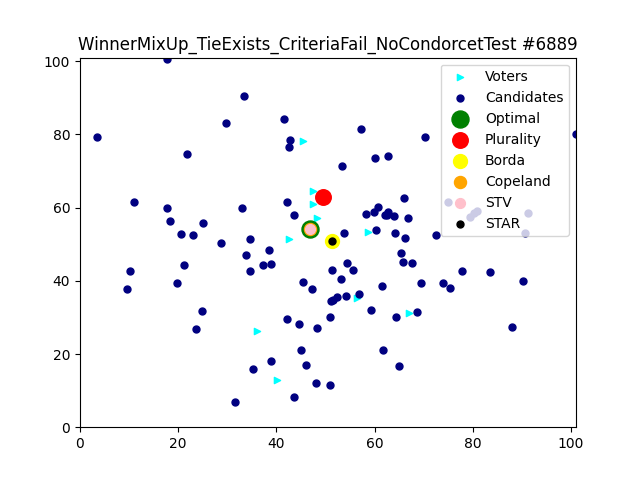 WinnerMixUp_TieExists_CriteriaFail_NoCondorcetTest #6889
100
80
60
40
20
0
0 20 40 60 80 100
Voters
Candidates
Optimal
Plurality
Borda
Copeland
STV
STAR